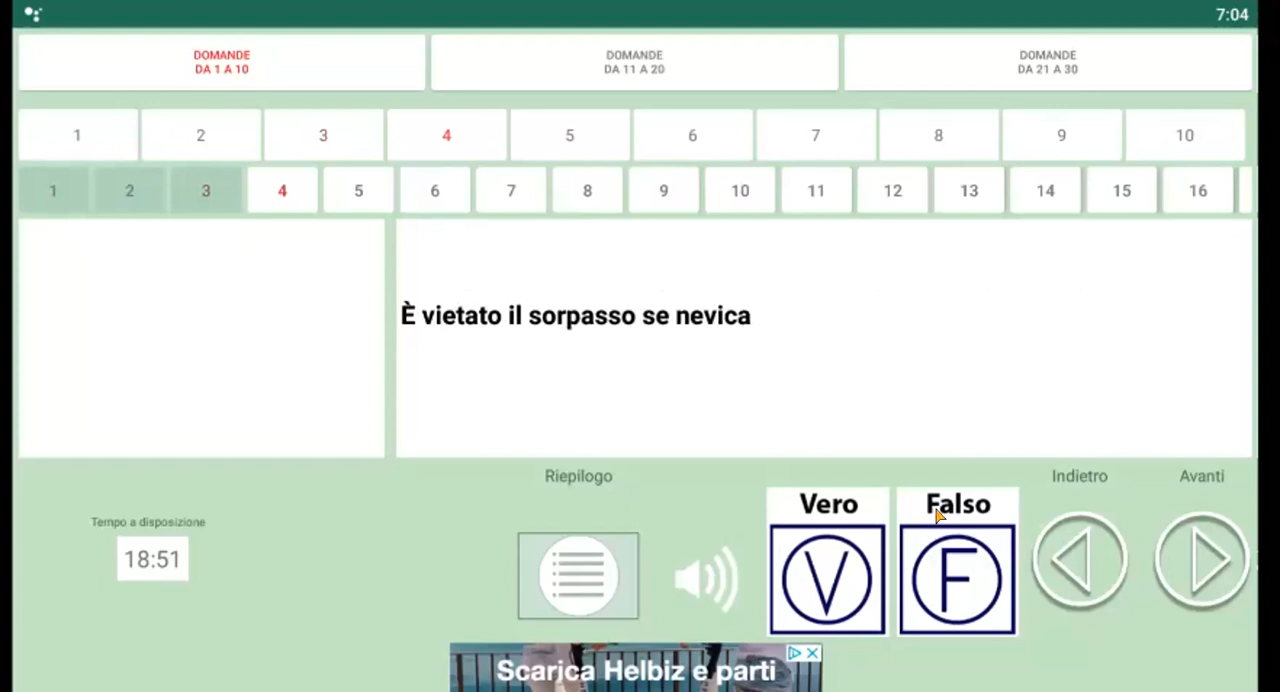 7:04
DOMANDE
DA 1 A 10
DOMANDE
DA 11 A 20
DOMANDE
DA 21 A 30
1 2 3 4 5 6 7 8 9 10
1 2 3 4 5 6 7 8 9 10 11 12 13 14 15 16
È vietato il sorpasso se nevica
Riepilogo
Indietro
Avanti
Vero
Falso
Tempo a disposizione
18:51
V
F
Scarica Helbiz e parti